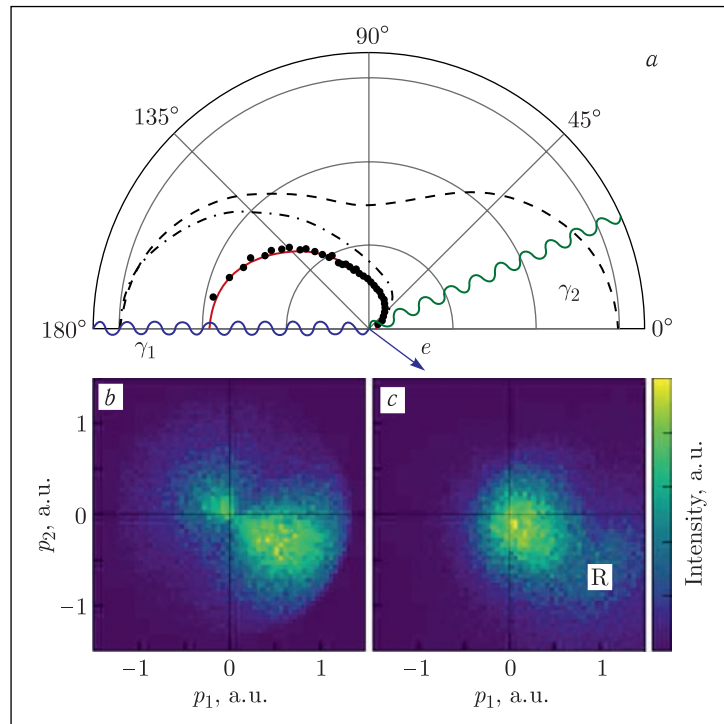 a
90°
135°
45°
180°
0°
γ₁
γ₂
e
b
c
R
1
0
−1
p₂, a.u.
−1
0
1
−1
0
1
p₁, a.u.
p₁, a.u.
Intensity, a.u.